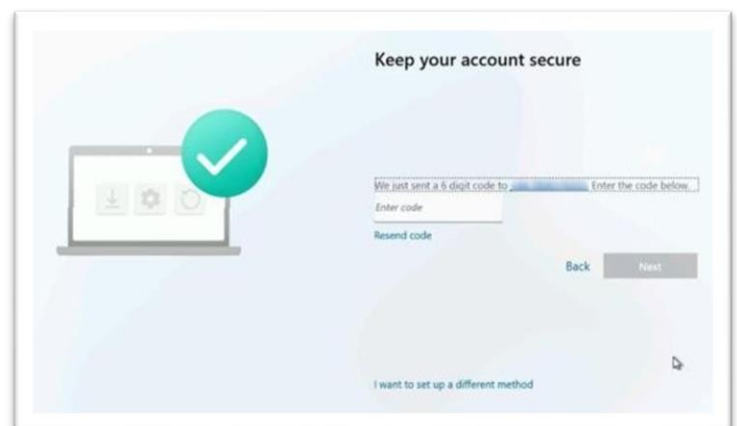 Keep your account secure
We just sent a 6 digit code to Enter the code below.
Enter code
Resend code
Back Next
I want to set up a different method